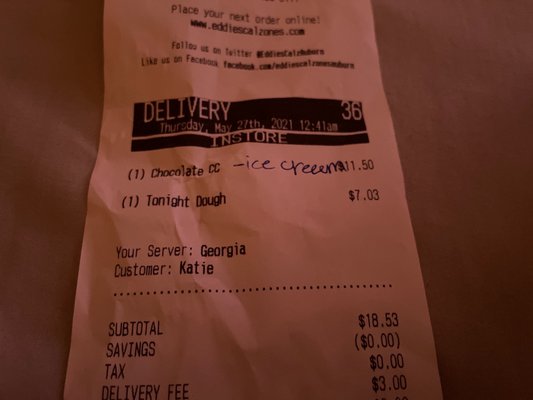 Place your next order online!
www.eddiescalzones.com
Follow us on Twitter @EddiesCalzAuburn
Like us on Facebook facebook.com/eddiescalzonesauburn
DELIVERY 36
Thursday, May 27th, 2021 12:41am
INSTORE
(1) Chocolate CC -ice creeem $11.50
(1) Tonight Dough $7.03
Your Server: Georgia
Customer: Katie
SUBTOTAL $18.53
SAVINGS ($0.00)
TAX $0.00
DELIVERY FEE $3.00